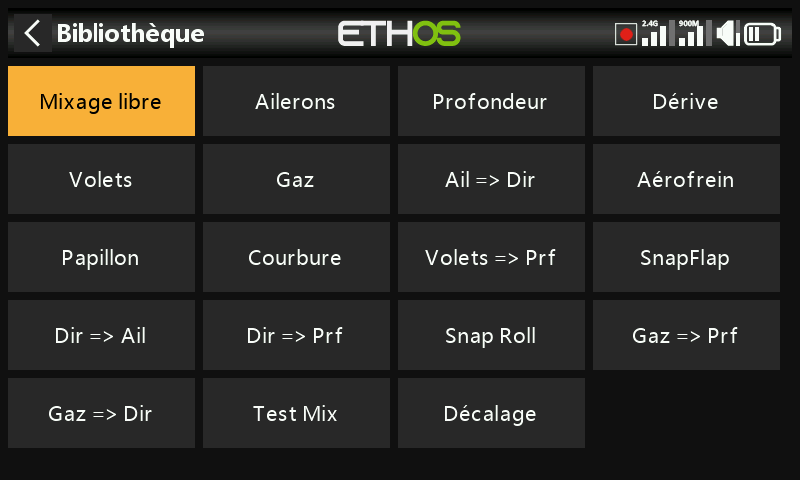 Bibliothèque
ETHOS
2.4G
900M
Mixage libre
Ailerons
Profondeur
Dérive
Volets
Gaz
Ail => Dir
Aérofrein
Papillon
Courbure
Volets => Prf
SnapFlap
Dir => Ail
Dir => Prf
Snap Roll
Gaz => Prf
Gaz => Dir
Test Mix
Décalage